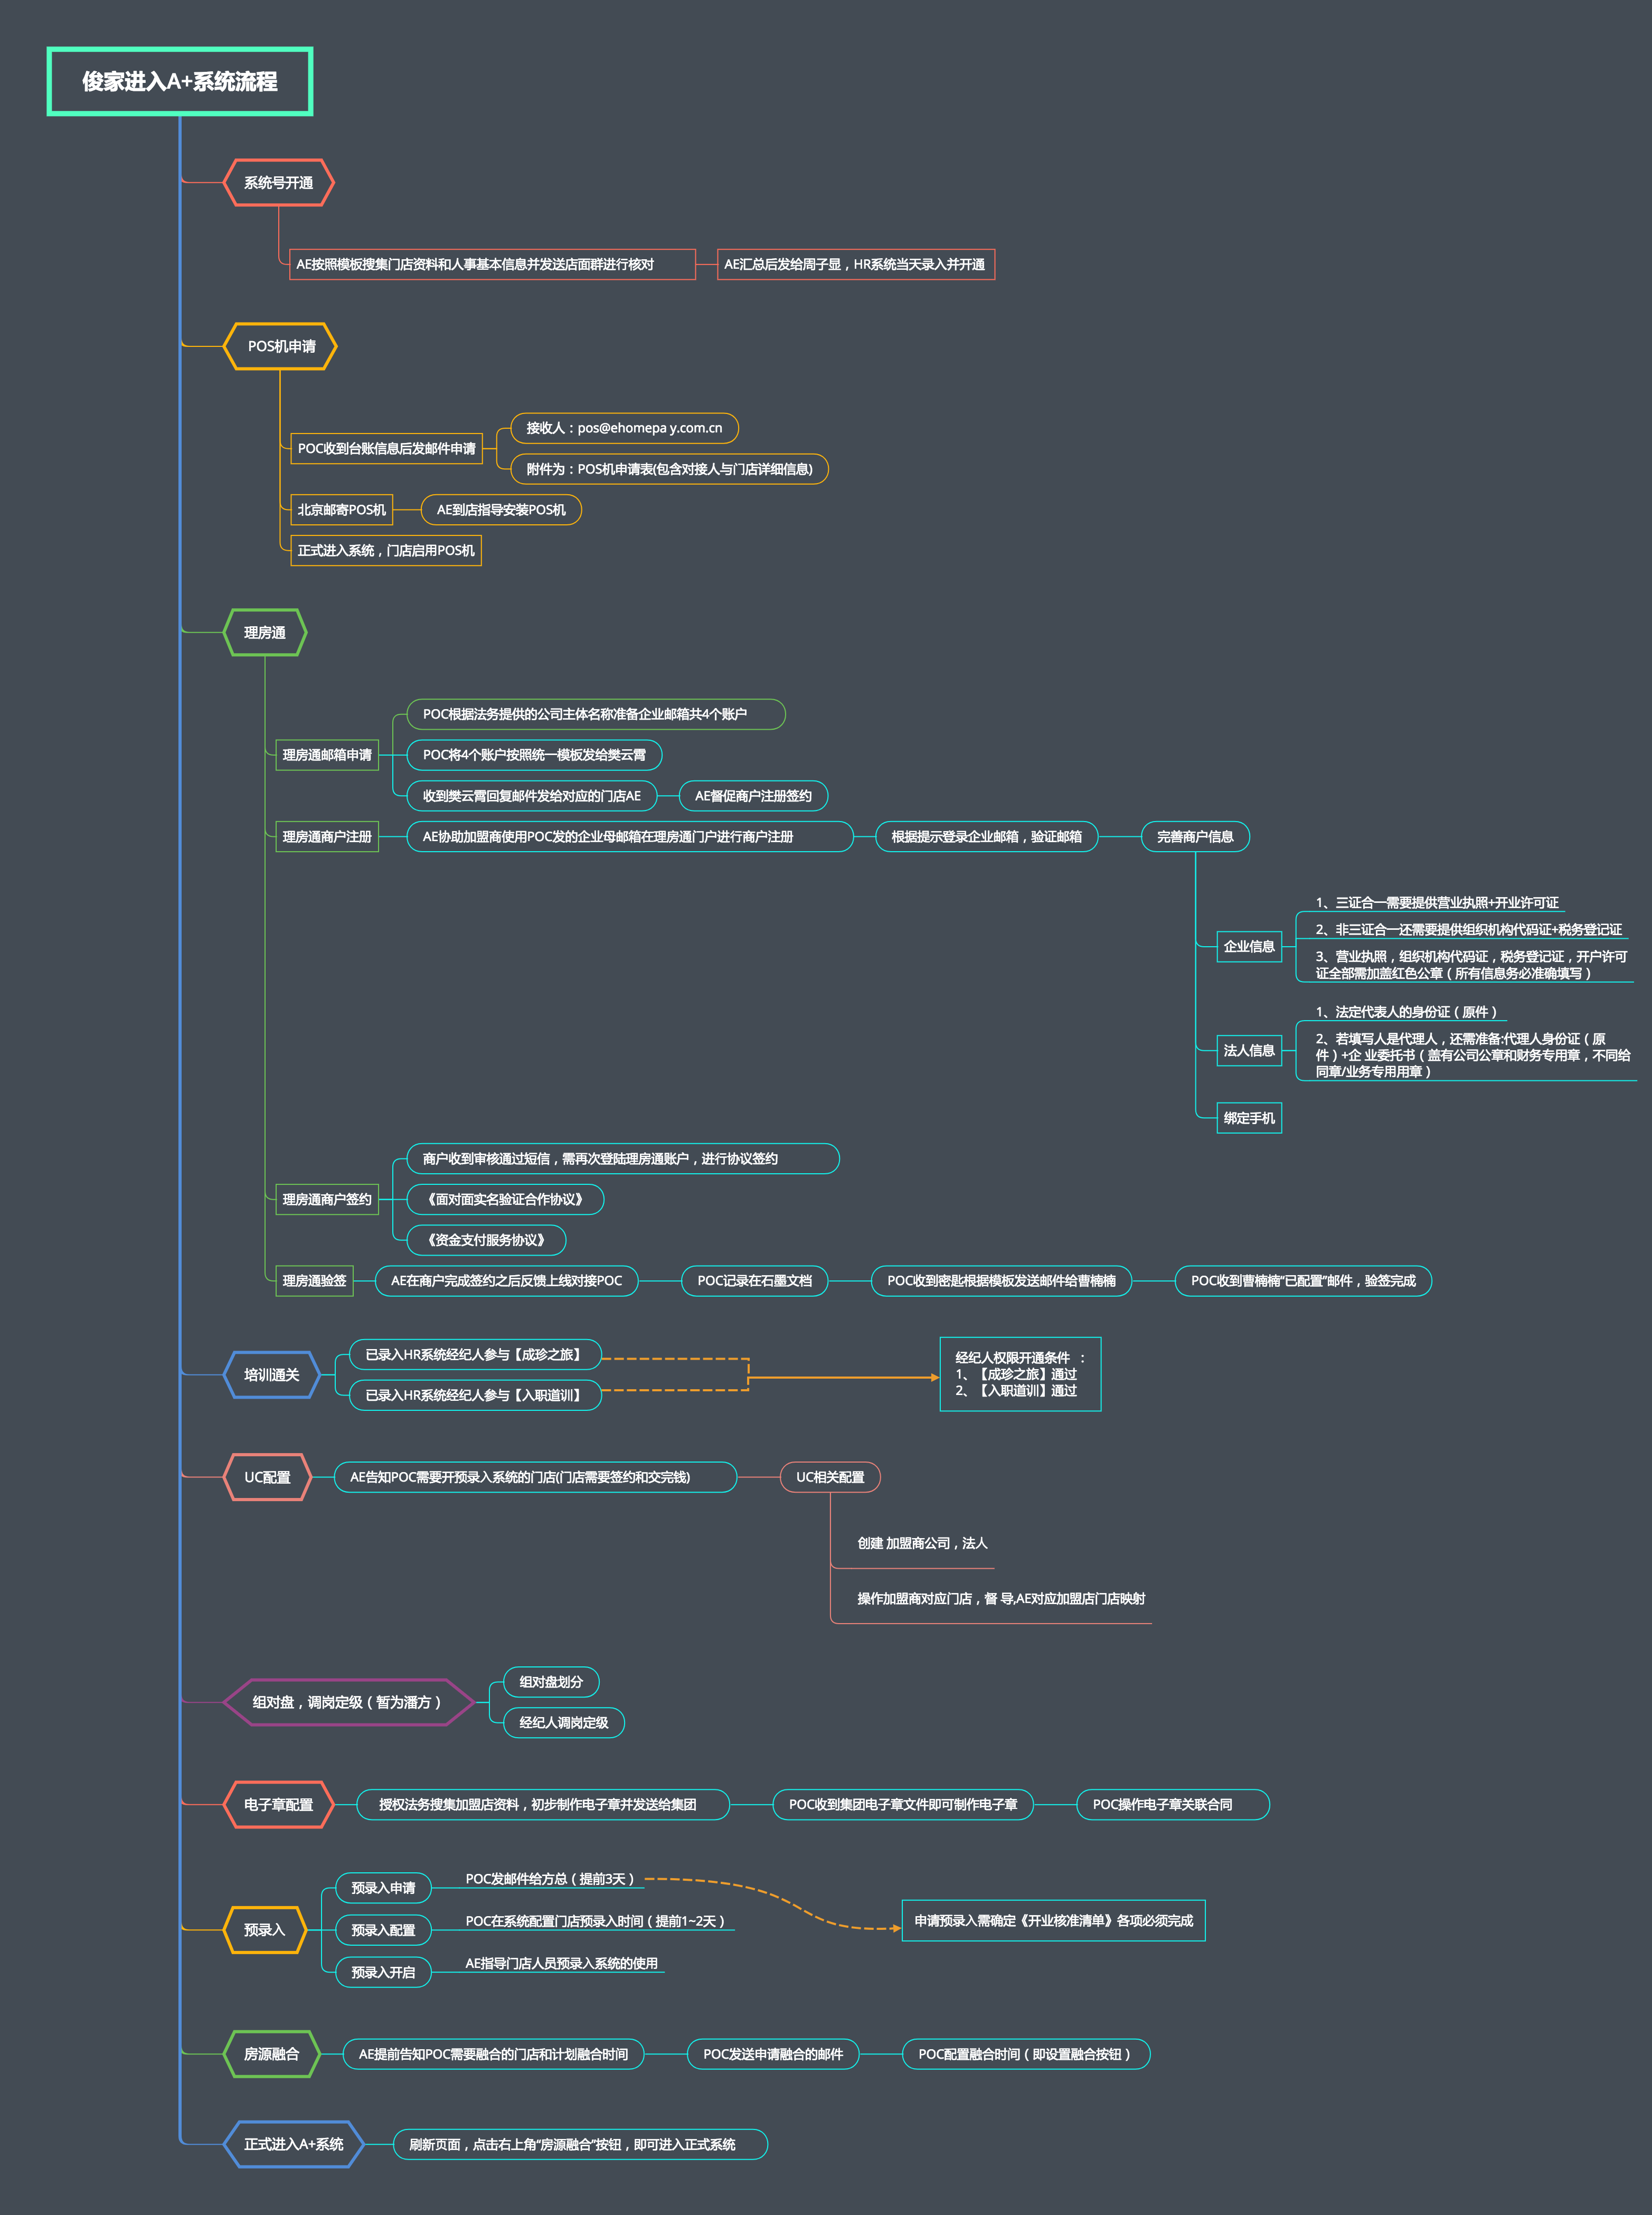 俊家进入A+系统流程
系统号开通
AE按照模板搜集门店资料和人事基本信息并发送店面群进行核对
AE汇总后发给周子显，HR系统当天录入并开通
POS机申请
POC收到台账信息后发邮件申请
接收人：pos@ehomepa y.com.cn
附件为：POS机申请表(包含对接人与门店详细信息)
北京邮寄POS机
AE到店指导安装POS机
正式进入系统，门店启用POS机
理房通
理房通邮箱申请
POC根据法务提供的公司主体名称准备企业邮箱共4个账户
POC将4个账户按照统一模板发给樊云霄
收到樊云霄回复邮件发给对应的门店AE
AE督促商户注册签约
理房通商户注册
AE协助加盟商使用POC发的企业母邮箱在理房通门户进行商户注册
根据提示登录企业邮箱，验证邮箱
完善商户信息
企业信息
1、三证合一需要提供营业执照+开业许可证
2、非三证合一还需要提供组织机构代码证+税务登记证
3、营业执照，组织机构代码证，税务登记证，开户许可
证全部需加盖红色公章（所有信息务必准确填写）
法人信息
1、法定代表人的身份证（原件）
2、若填写人是代理人，还需准备:代理人身份证（原
件）+企 业委托书（盖有公司公章和财务专用章，不同给
同章/业务专用用章）
绑定手机
理房通商户签约
商户收到审核通过短信，需再次登陆理房通账户，进行协议签约
《面对面实名验证合作协议》
《资金支付服务协议》
理房通验签
AE在商户完成签约之后反馈上线对接POC
POC记录在石墨文档
POC收到密匙根据模板发送邮件给曹楠楠
POC收到曹楠楠“已配置”邮件，验签完成
培训通关
已录入HR系统经纪人参与【成珍之旅】
已录入HR系统经纪人参与【入职道训】
经纪人权限开通条件 ：
1、【成珍之旅】通过
2、【入职道训】通过
UC配置
AE告知POC需要开预录入系统的门店(门店需要签约和交完钱)
UC相关配置
创建 加盟商公司，法人
操作加盟商对应门店，督 导,AE对应加盟店门店映射
组对盘，调岗定级（暂为潘方）
组对盘划分
经纪人调岗定级
电子章配置
授权法务搜集加盟店资料，初步制作电子章并发送给集团
POC收到集团电子章文件即可制作电子章
POC操作电子章关联合同
预录入
预录入申请
POC发邮件给方总（提前3天）
申请预录入需确定《开业核准清单》各项必须完成
预录入配置
POC在系统配置门店预录入时间（提前1~2天）
预录入开启
AE指导门店人员预录入系统的使用
房源融合
AE提前告知POC需要融合的门店和计划融合时间
POC发送申请融合的邮件
POC配置融合时间（即设置融合按钮）
正式进入A+系统
刷新页面，点击右上角“房源融合”按钮，即可进入正式系统